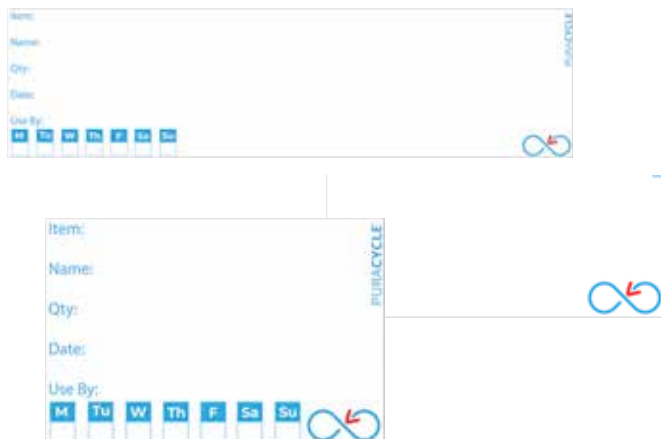 Item:
Name:
Qty:
Date:
Use By:
M Tu W Th F Sa Su
PURACYCLE
Item:
Name:
Qty:
Date:
Use By:
M Tu W Th F Sa Su
PURACYCLE